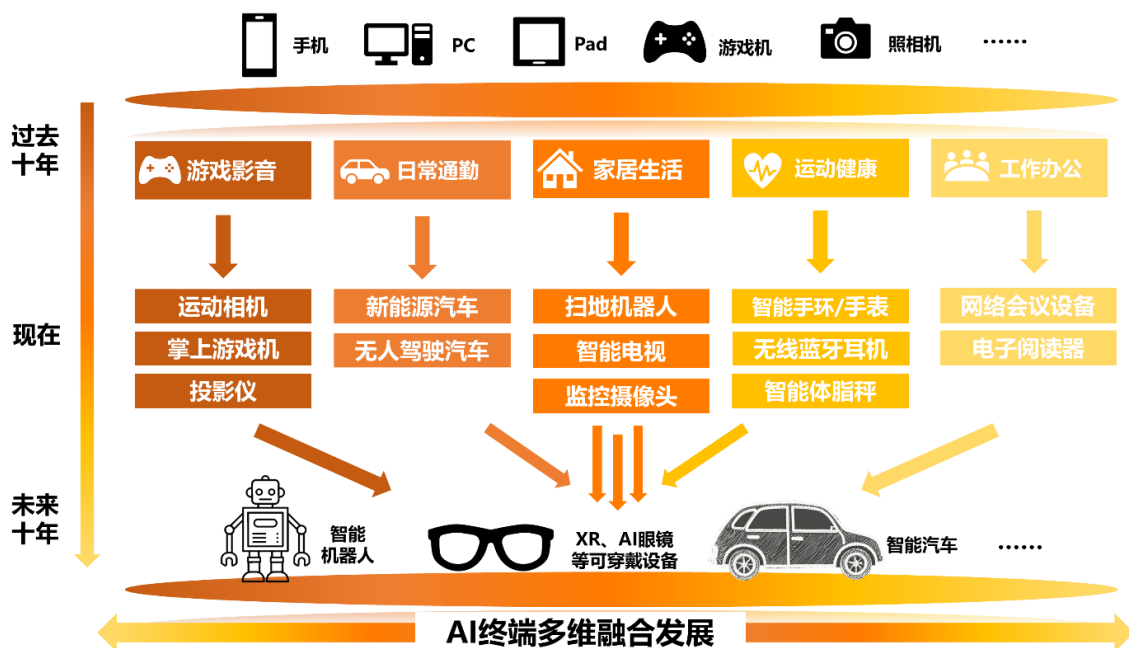 手机
PC
Pad
游戏机
照相机
……
过去
十年
游戏影音
日常通勤
家居生活
运动健康
工作办公
现在
运动相机
新能源汽车
扫地机器人
智能手环/手表
网络会议设备
掌上游戏机
无人驾驶汽车
智能电视
无线蓝牙耳机
电子阅读器
投影仪
监控摄像头
智能体脂秤
未来
十年
智能
机器人
XR、AI眼镜
等可穿戴设备
智能汽车
……
AI终端多维融合发展